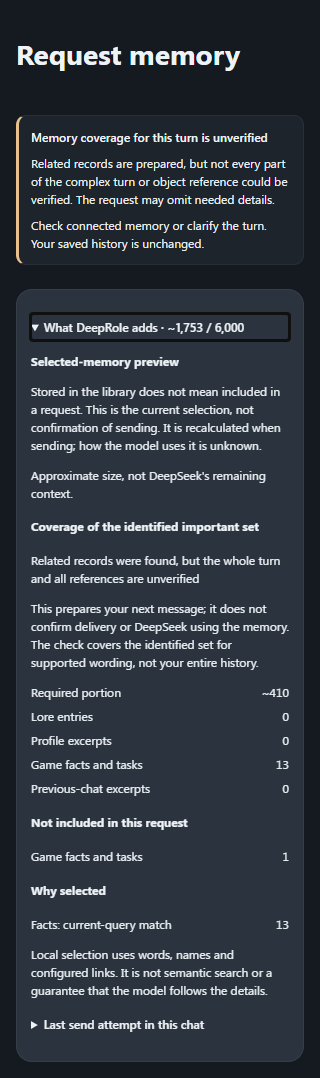 Request memory
Memory coverage for this turn is unverified
Related records are prepared, but not every part
of the complex turn or object reference could be
verified. The request may omit needed details.
Check connected memory or clarify the turn.
Your saved history is unchanged.
▼ What DeepRole adds · ~1,753 / 6,000
Selected-memory preview
Stored in the library does not mean included in
a request. This is the current selection, not
confirmation of sending. It is recalculated when
sending; how the model uses it is unknown.
Approximate size, not DeepSeek's remaining
context.
Coverage of the identified important set
Related records were found, but the whole turn
and all references are unverified
This prepares your next message; it does not
confirm delivery or DeepSeek using the memory.
The check covers the identified set for
supported wording, not your entire history.
Required portion ~410
Lore entries 0
Profile excerpts 0
Game facts and tasks 13
Previous-chat excerpts 0
Not included in this request
Game facts and tasks 1
Why selected
Facts: current-query match 13
Local selection uses words, names and
configured links. It is not semantic search or a
guarantee that the model follows the details.
▶ Last send attempt in this chat